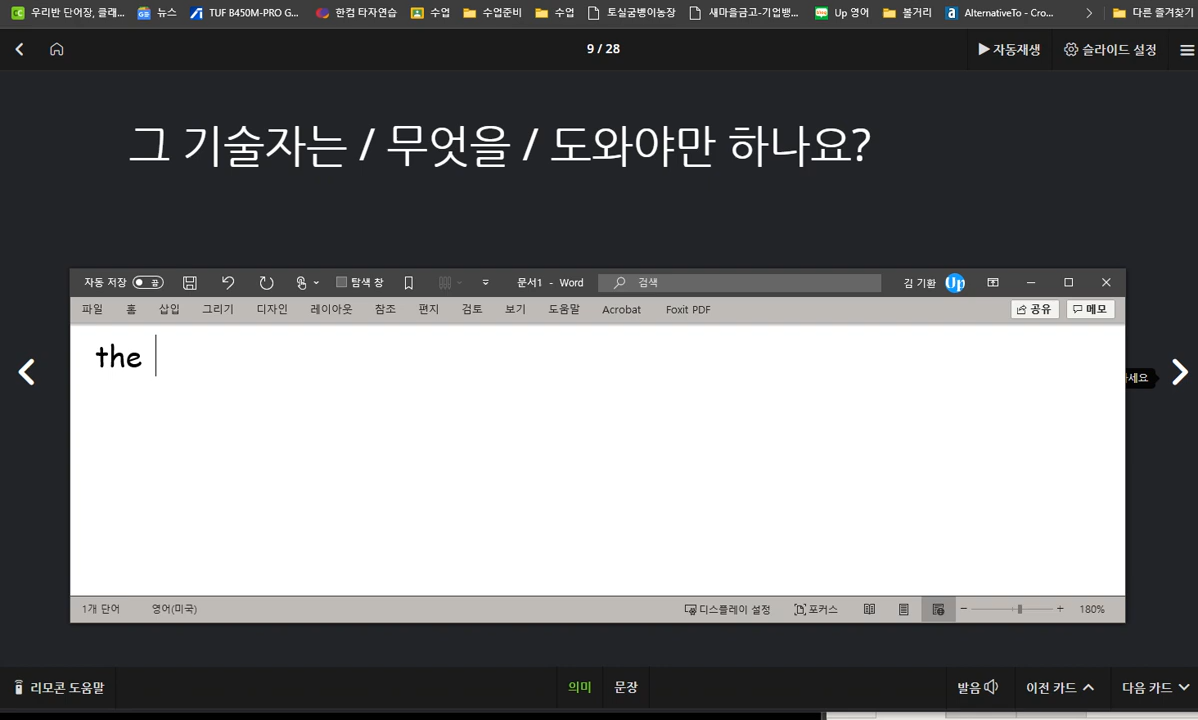 우리반 단어장, 클래... 뉴스 TUF B450M-PRO G... 한컴 타자연습 수업 수업준비 수업 토실굼벵이농장 새마을금고-기업뱅... Up 영어 볼거리 AlternativeTo - Cro... 다른 즐겨찾기
9 / 28 자동재생 슬라이드 설정
그 기술자는 / 무엇을 / 도와야만 하나요?
자동 저장 끔 탐색 창 문서1 - Word 검색 김 기환 Up
파일 홈 삽입 그리기 디자인 레이아웃 참조 편지 검토 보기 도움말 Acrobat Foxit PDF 공유 메모
the
세요
1개 단어 영어(미국) 디스플레이 설정 포커스 180%
리모콘 도움말 의미 문장 발음 이전 카드 다음 카드